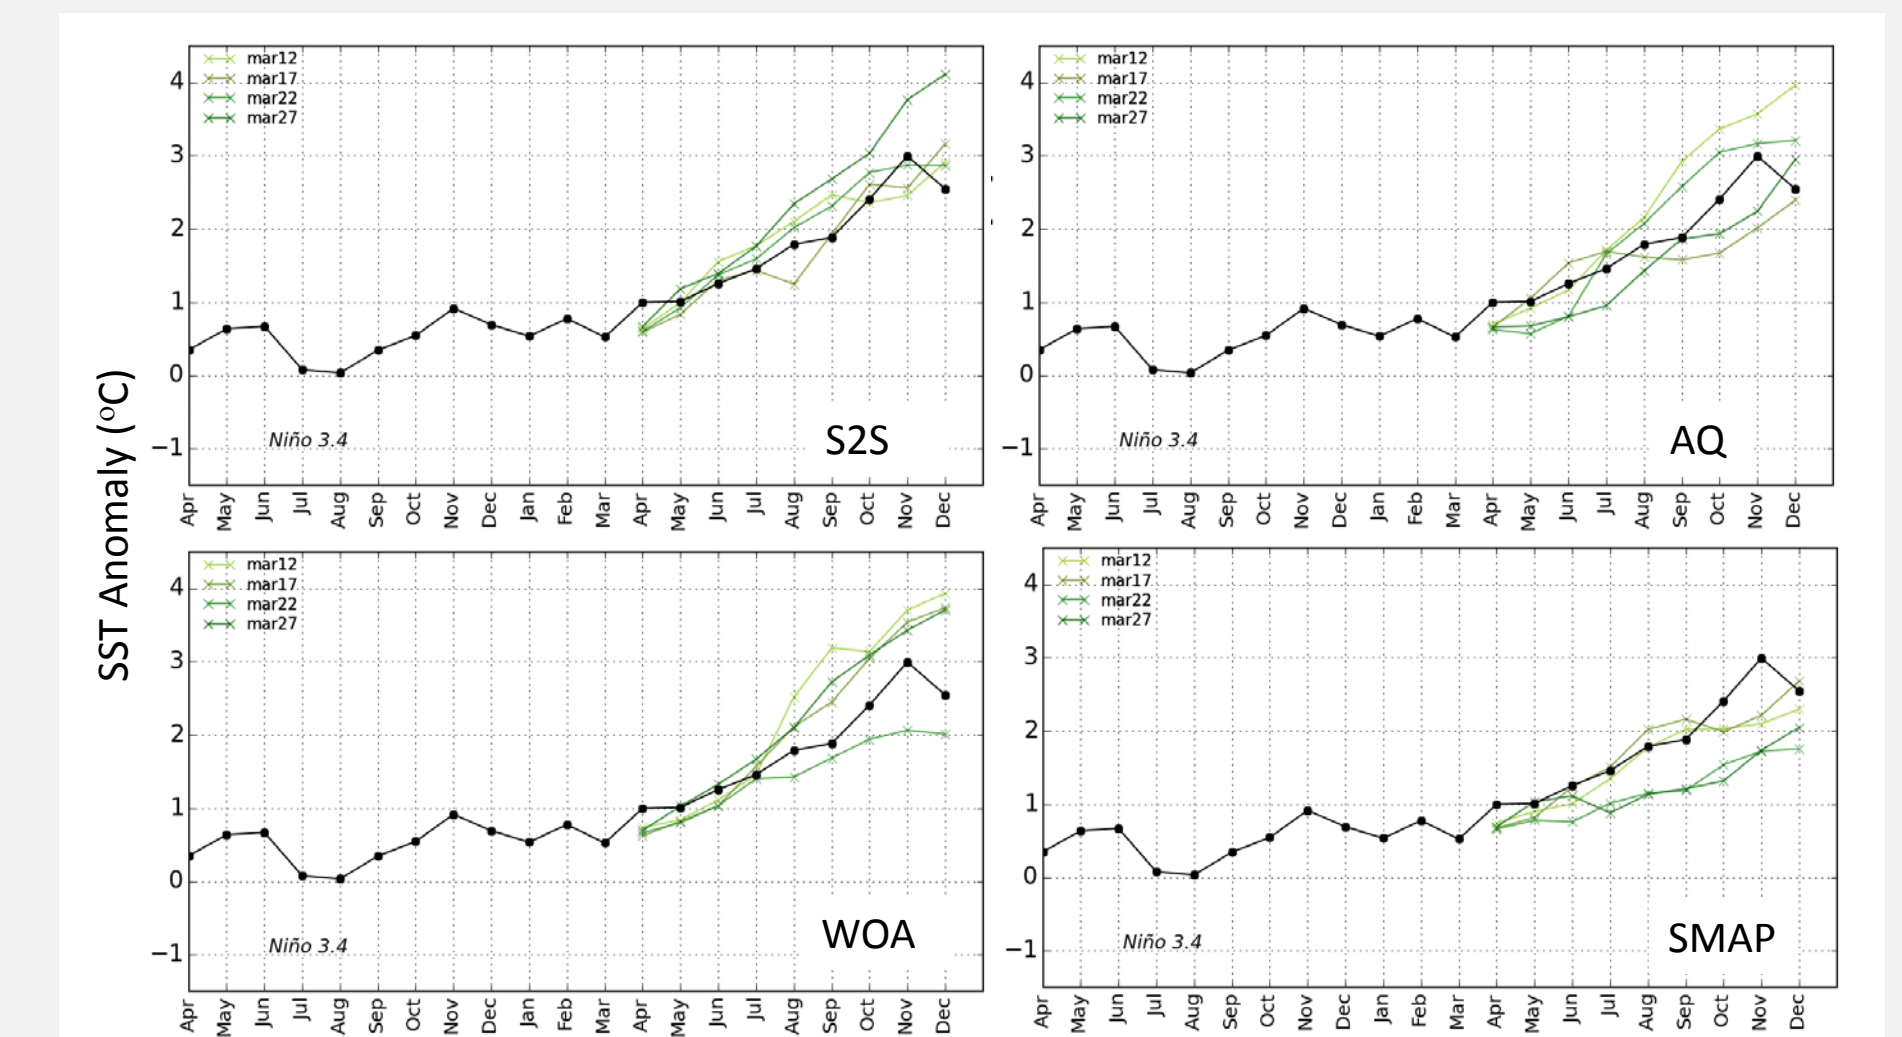 SST Anomaly (°C)
mar12
mar17
mar22
mar27
4
3
2
1
0
−1
Niño 3.4
S2S
Apr May Jun Jul Aug Sep Oct Nov Dec Jan Feb Mar Apr May Jun Jul Aug Sep Oct Nov Dec
mar12
mar17
mar22
mar27
4
3
2
1
0
−1
Niño 3.4
AQ
Apr May Jun Jul Aug Sep Oct Nov Dec Jan Feb Mar Apr May Jun Jul Aug Sep Oct Nov Dec
mar12
mar17
mar22
mar27
4
3
2
1
0
−1
Niño 3.4
WOA
Apr May Jun Jul Aug Sep Oct Nov Dec Jan Feb Mar Apr May Jun Jul Aug Sep Oct Nov Dec
mar12
mar17
mar22
mar27
4
3
2
1
0
−1
Niño 3.4
SMAP
Apr May Jun Jul Aug Sep Oct Nov Dec Jan Feb Mar Apr May Jun Jul Aug Sep Oct Nov Dec